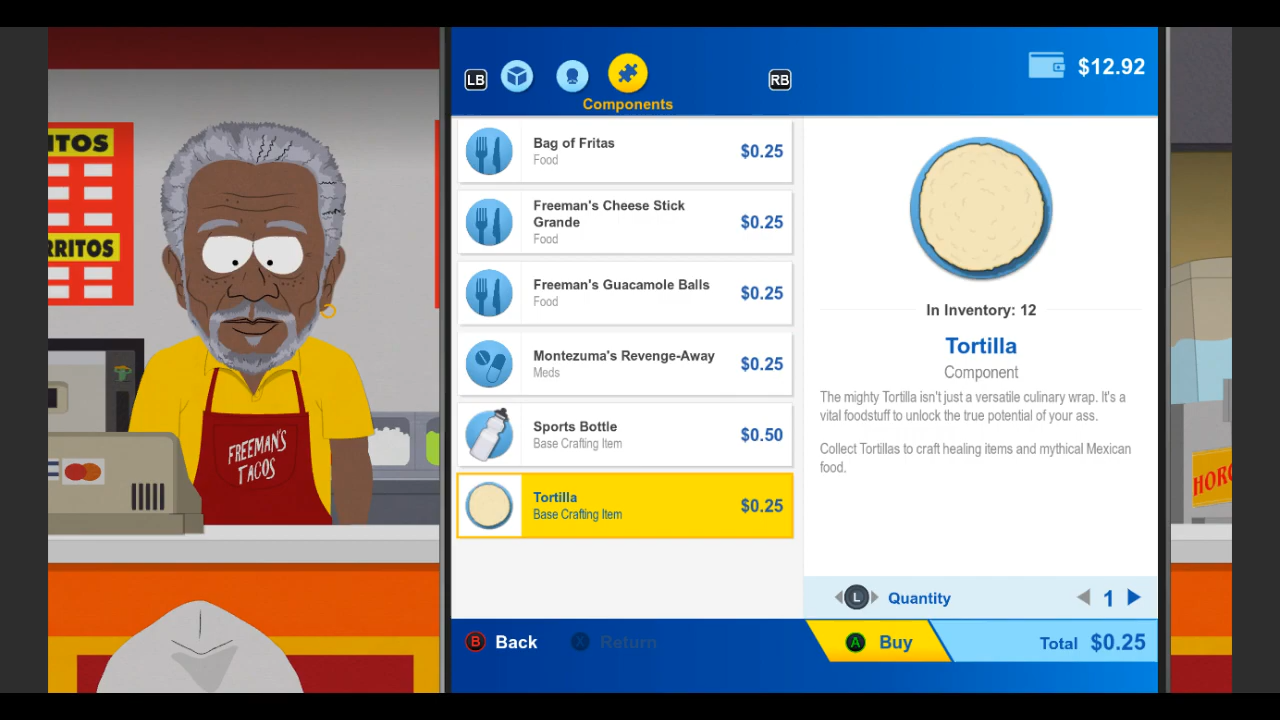 ITOS
RRITOS
FREEMAN'S
TACOS
LB
RB
Components
$12.92
Bag of Fritas
Food
$0.25
Freeman's Cheese Stick
Grande
Food
$0.25
Freeman's Guacamole Balls
Food
$0.25
Montezuma's Revenge-Away
Meds
$0.25
Sports Bottle
Base Crafting Item
$0.50
Tortilla
Base Crafting Item
$0.25
In Inventory: 12
Tortilla
Component
The mighty Tortilla isn't just a versatile culinary wrap. It's a
vital foodstuff to unlock the true potential of your ass.
Collect Tortillas to craft healing items and mythical Mexican
food.
L Quantity 1
B Back
X Return
A Buy
Total $0.25
HORC